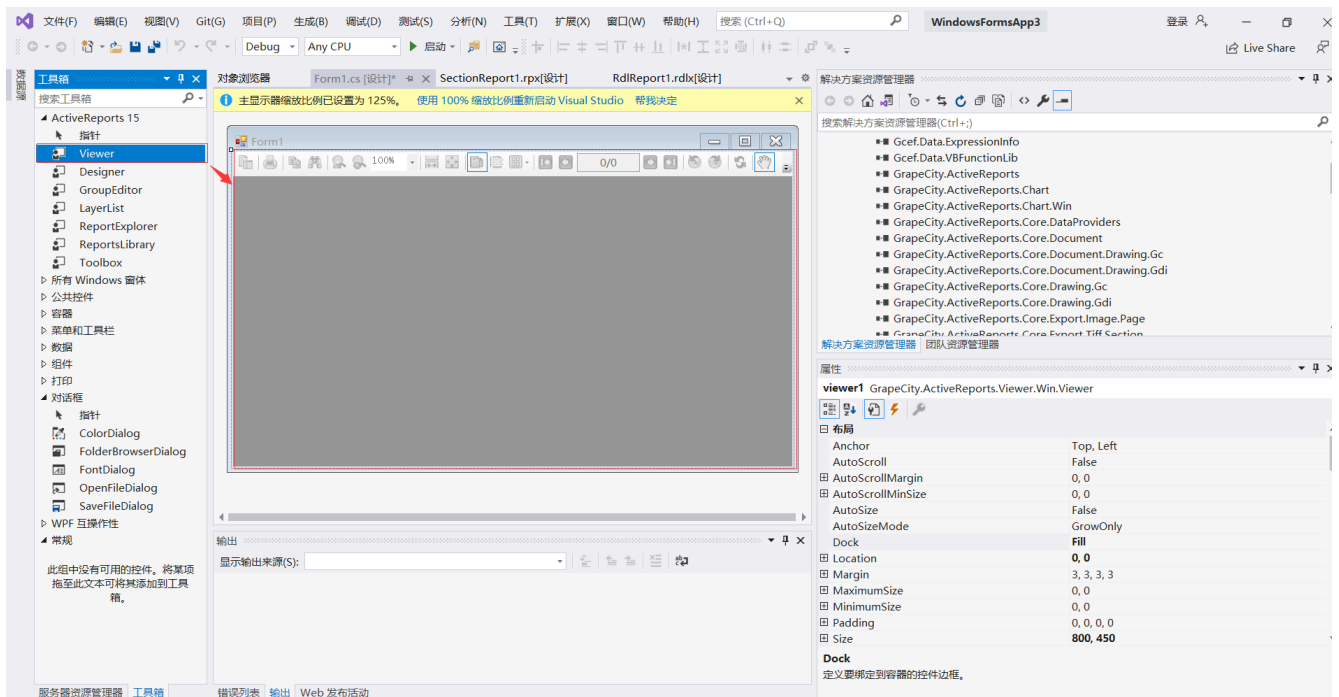 文件(F) 编辑(E) 视图(V) Git(G) 项目(P) 生成(B) 调试(D) 测试(S) 分析(N) 工具(T) 扩展(X) 窗口(W) 帮助(H) 搜索 (Ctrl+Q) WindowsFormsApp3 登录
Debug Any CPU 启动 Live Share
数据源
工具箱
搜索工具箱
ActiveReports 15
指针
Viewer
Designer
GroupEditor
LayerList
ReportExplorer
ReportsLibrary
Toolbox
所有 Windows 窗体
公共控件
容器
菜单和工具栏
数据
组件
打印
对话框
指针
ColorDialog
FolderBrowserDialog
FontDialog
OpenFileDialog
SaveFileDialog
WPF 互操作性
常规
此组中没有可用的控件。将某项
拖至此文本可将其添加到工具
箱。
服务器资源管理器 工具箱
对象浏览器 Form1.cs [设计]* SectionReport1.rpx[设计] RdlReport1.rdlx[设计]
主显示器缩放比例已设置为 125%。 使用 100% 缩放比例重新启动 Visual Studio 帮我决定
Form1
100% 0/0
输出
显示输出来源(S):
错误列表 输出 Web 发布活动
解决方案资源管理器
搜索解决方案资源管理器(Ctrl+;)
Gcef.Data.ExpressionInfo
Gcef.Data.VBFunctionLib
GrapeCity.ActiveReports
GrapeCity.ActiveReports.Chart
GrapeCity.ActiveReports.Chart.Win
GrapeCity.ActiveReports.Core.DataProviders
GrapeCity.ActiveReports.Core.Document
GrapeCity.ActiveReports.Core.Document.Drawing.Gc
GrapeCity.ActiveReports.Core.Document.Drawing.Gdi
GrapeCity.ActiveReports.Core.Drawing.Gc
GrapeCity.ActiveReports.Core.Drawing.Gdi
GrapeCity.ActiveReports.Core.Export.Image.Page
GrapeCity.ActiveReports.Core.Export.Tiff.Section
解决方案资源管理器 团队资源管理器
属性
viewer1 GrapeCity.ActiveReports.Viewer.Win.Viewer
布局
Anchor Top, Left
AutoScroll False
AutoScrollMargin 0, 0
AutoScrollMinSize 0, 0
AutoSize False
AutoSizeMode GrowOnly
Dock Fill
Location 0, 0
Margin 3, 3, 3, 3
MaximumSize 0, 0
MinimumSize 0, 0
Padding 0, 0, 0, 0
Size 800, 450
Dock
定义要绑定到容器的控件边框。